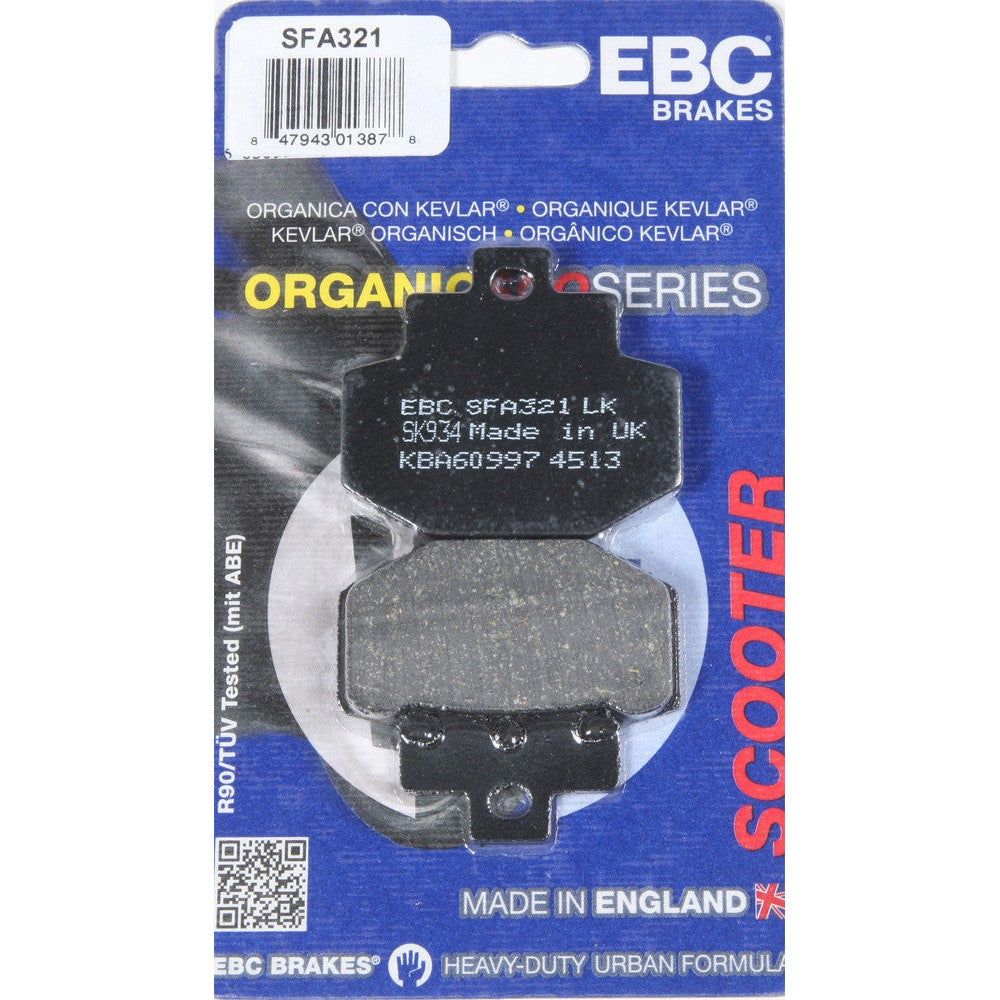 SFA321
8 47943 01387 8
EBC
BRAKES
ORGANICA CON KEVLAR® • ORGANIQUE KEVLAR®
KEVLAR® ORGANISCH • ORGÂNICO KEVLAR®
ORGANIC SERIES
EBC SFA321 LK
SK934 Made in UK
KBA60997 4513
R90/TÜV Tested (mit ABE)
SCOOTER
MADE IN ENGLAND
EBC BRAKES® HEAVY-DUTY URBAN FORMULA